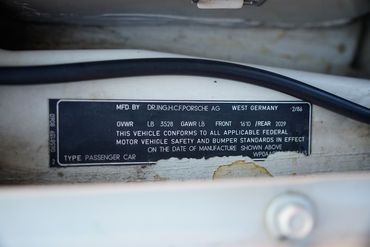 MFD. BY DR.ING.H.C.F.PORSCHE AG WEST GERMANY -2/86
GVWR LB 3528 GAWR LB FRONT 1610 /REAR 2029
THIS VEHICLE CONFORMS TO ALL APPLICABLE FEDERAL
MOTOR VEHICLE SAFETY AND BUMPER STANDARDS IN EFFECT
ON THE DATE OF MANUFACTURE SHOWN ABOVE
TYPE PASSENGER CAR